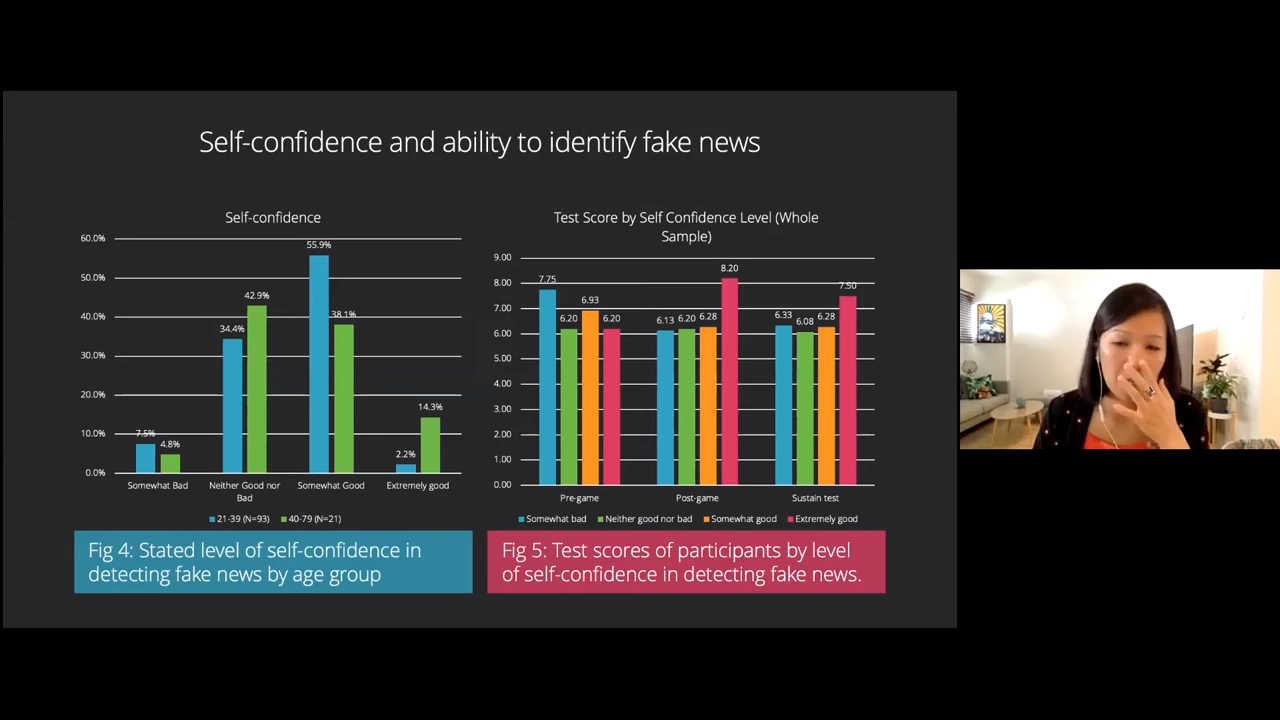 Self-confidence and ability to identify fake news
Self-confidence
60.0%
50.0%
40.0%
30.0%
20.0%
10.0%
0.0%
7.5%
4.8%
34.4%
42.9%
55.9%
38.1%
2.2%
14.3%
Somewhat Bad
Neither Good nor
Bad
Somewhat Good
Extremely good
21-39 (N=93)
40-79 (N=21)
Fig 4: Stated level of self-confidence in
detecting fake news by age group
Test Score by Self Confidence Level (Whole
Sample)
9.00
8.00
7.00
6.00
5.00
4.00
3.00
2.00
1.00
0.00
7.75
6.20
6.93
6.20
6.13
6.20
6.28
8.20
6.33
6.08
6.28
7.50
Pre-game
Post-game
Sustain test
Somewhat bad
Neither good nor bad
Somewhat good
Extremely good
Fig 5: Test scores of participants by level
of self-confidence in detecting fake news.